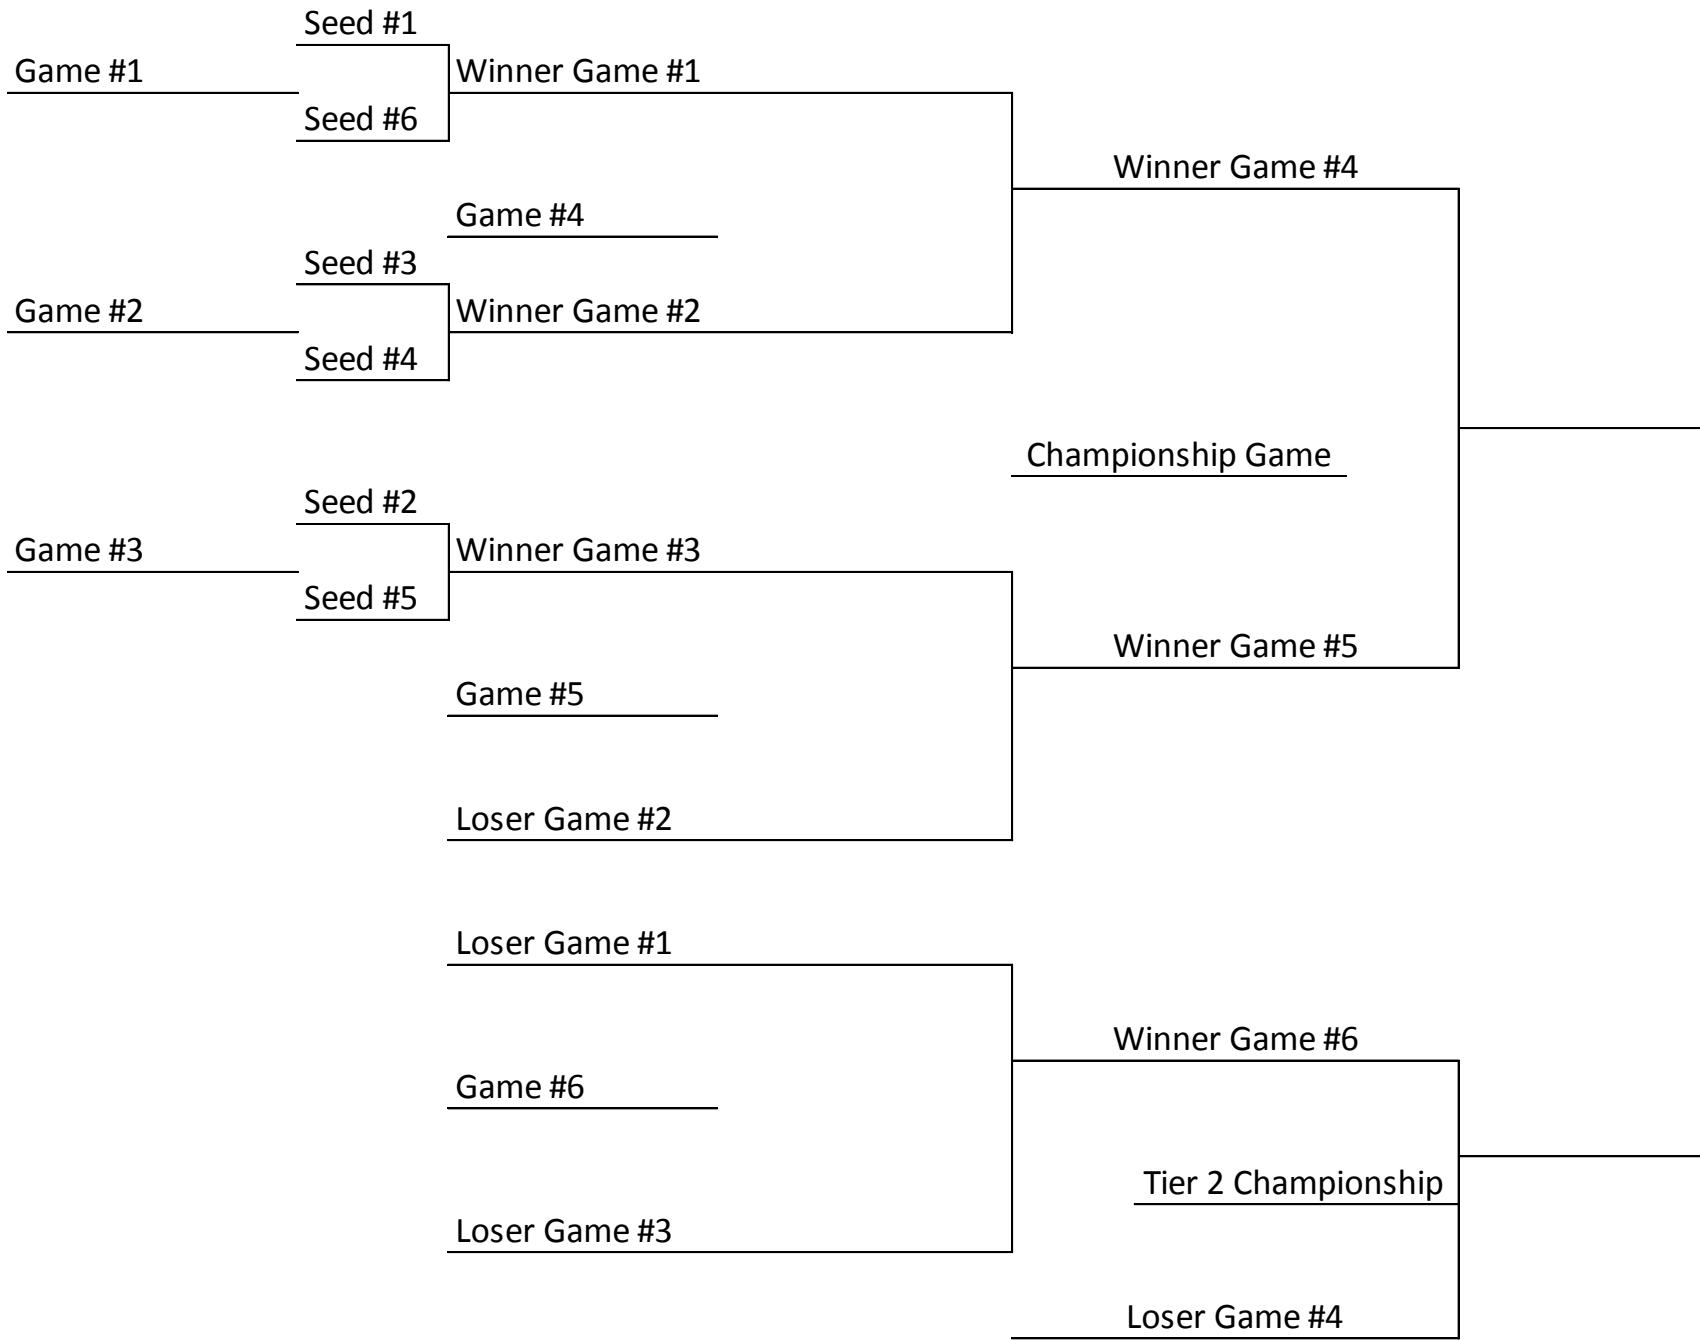 Seed #1
Game #1
Winner Game #1
Seed #6
Winner Game #4
Game #4
Seed #3
Game #2
Winner Game #2
Seed #4
Championship Game
Seed #2
Game #3
Winner Game #3
Seed #5
Winner Game #5
Game #5
Loser Game #2
Loser Game #1
Winner Game #6
Game #6
Tier 2 Championship
Loser Game #3
Loser Game #4